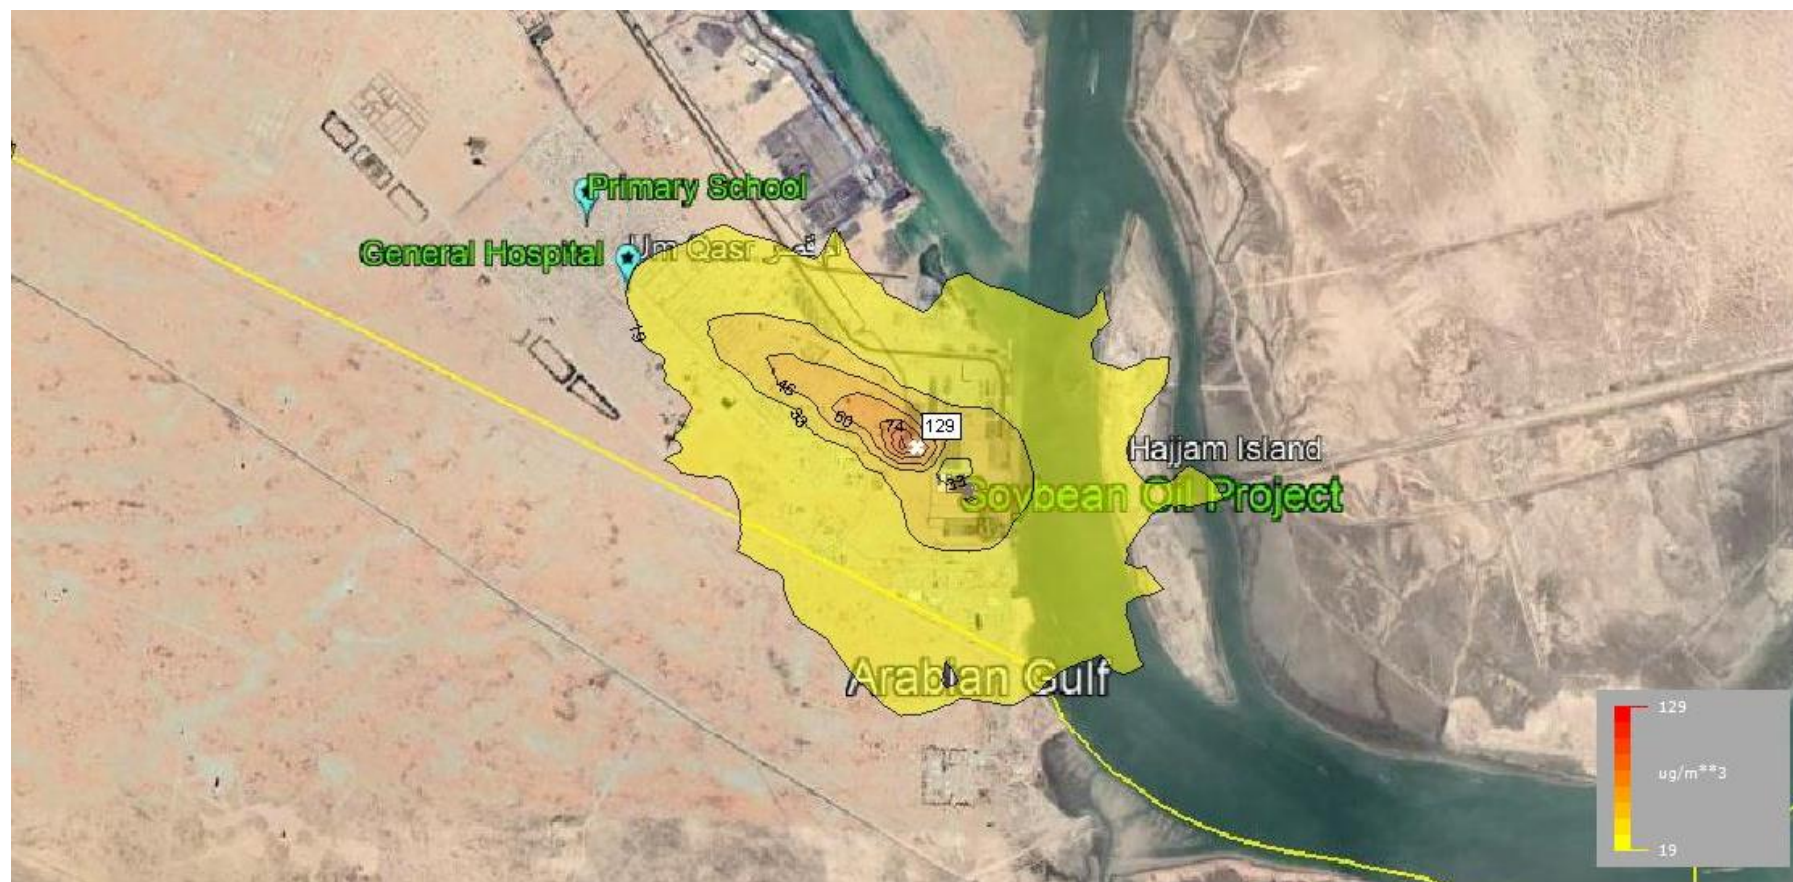 Primary School
General Hospital
Um Qasr
19
46
33
60
74
129
33
Hajjam Island
Soybean Oil Project
Arabian Gulf
129
ug/m**3
19